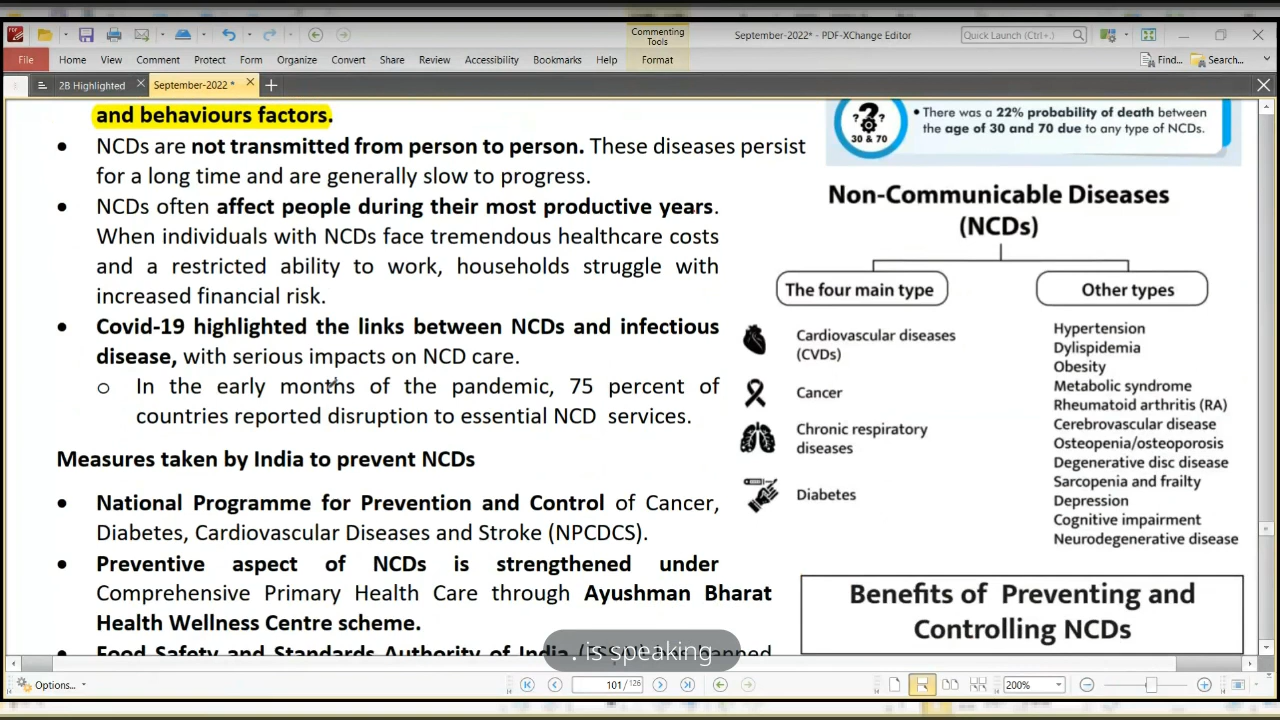 Commenting
Tools
September-2022* - PDF-XChange Editor
Quick Launch (Ctrl+.)
File
Home
View
Comment
Protect
Form
Organize
Convert
Share
Review
Accessibility
Bookmarks
Help
Format
Find...
Search...
2B Highlighted
September-2022 *
and behaviours factors.
• NCDs are not transmitted from person to person. These diseases persist
for a long time and are generally slow to progress.
• NCDs often affect people during their most productive years.
When individuals with NCDs face tremendous healthcare costs
and a restricted ability to work, households struggle with
increased financial risk.
• Covid-19 highlighted the links between NCDs and infectious
disease, with serious impacts on NCD care.
o In the early months of the pandemic, 75 percent of
countries reported disruption to essential NCD services.
Measures taken by India to prevent NCDs
• National Programme for Prevention and Control of Cancer,
Diabetes, Cardiovascular Diseases and Stroke (NPCDCS).
• Preventive aspect of NCDs is strengthened under
Comprehensive Primary Health Care through Ayushman Bharat
Health Wellness Centre scheme.
• Food Safety and Standards Authority of India
30 & 70
• There was a 22% probability of death between
the age of 30 and 70 due to any type of NCDs.
Non-Communicable Diseases
(NCDs)
The four main type
Cardiovascular diseases
(CVDs)
Cancer
Chronic respiratory
diseases
Diabetes
Other types
Hypertension
Dylispidemia
Obesity
Metabolic syndrome
Rheumatoid arthritis (RA)
Cerebrovascular disease
Osteopenia/osteoporosis
Degenerative disc disease
Sarcopenia and frailty
Depression
Cognitive impairment
Neurodegenerative disease
Benefits of Preventing and
Controlling NCDs
. is speaking
Options...
101 / 126
200%